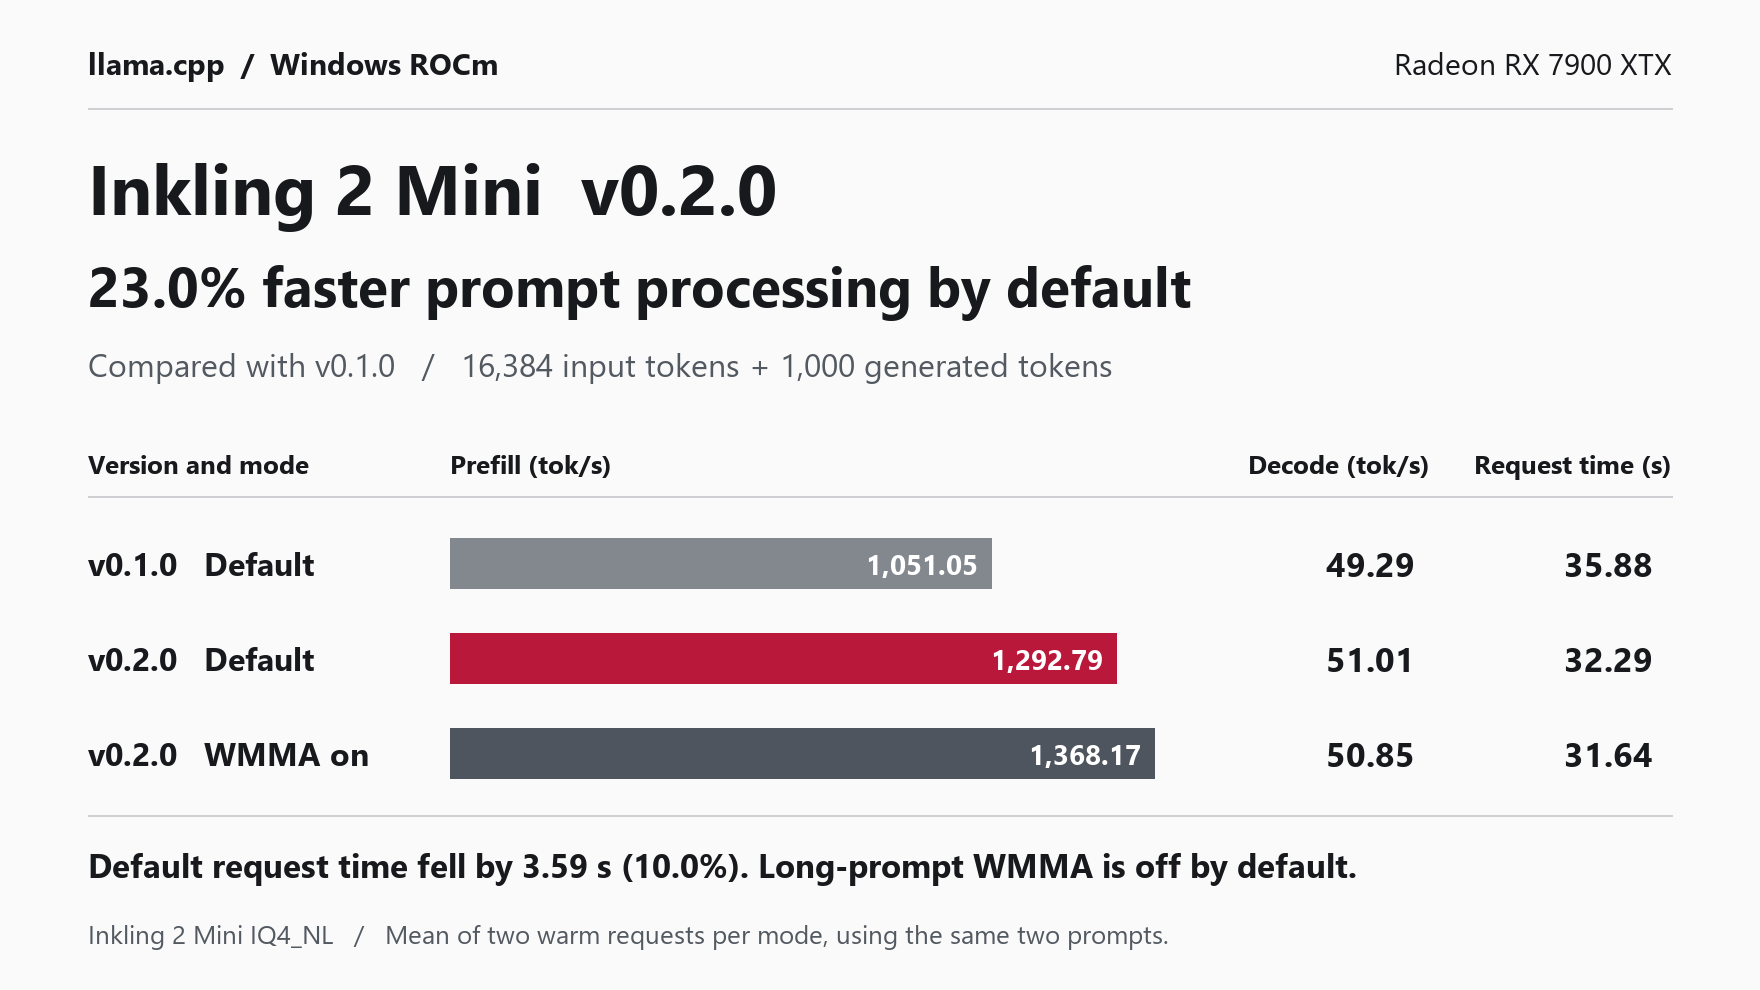 llama.cpp / Windows ROCm
Radeon RX 7900 XTX
Inkling 2 Mini v0.2.0
23.0% faster prompt processing by default
Compared with v0.1.0 / 16,384 input tokens + 1,000 generated tokens
Version and mode Prefill (tok/s) Decode (tok/s) Request time (s)
v0.1.0 Default 1,051.05 49.29 35.88
v0.2.0 Default 1,292.79 51.01 32.29
v0.2.0 WMMA on 1,368.17 50.85 31.64
Default request time fell by 3.59 s (10.0%). Long-prompt WMMA is off by default.
Inkling 2 Mini IQ4_NL / Mean of two warm requests per mode, using the same two prompts.